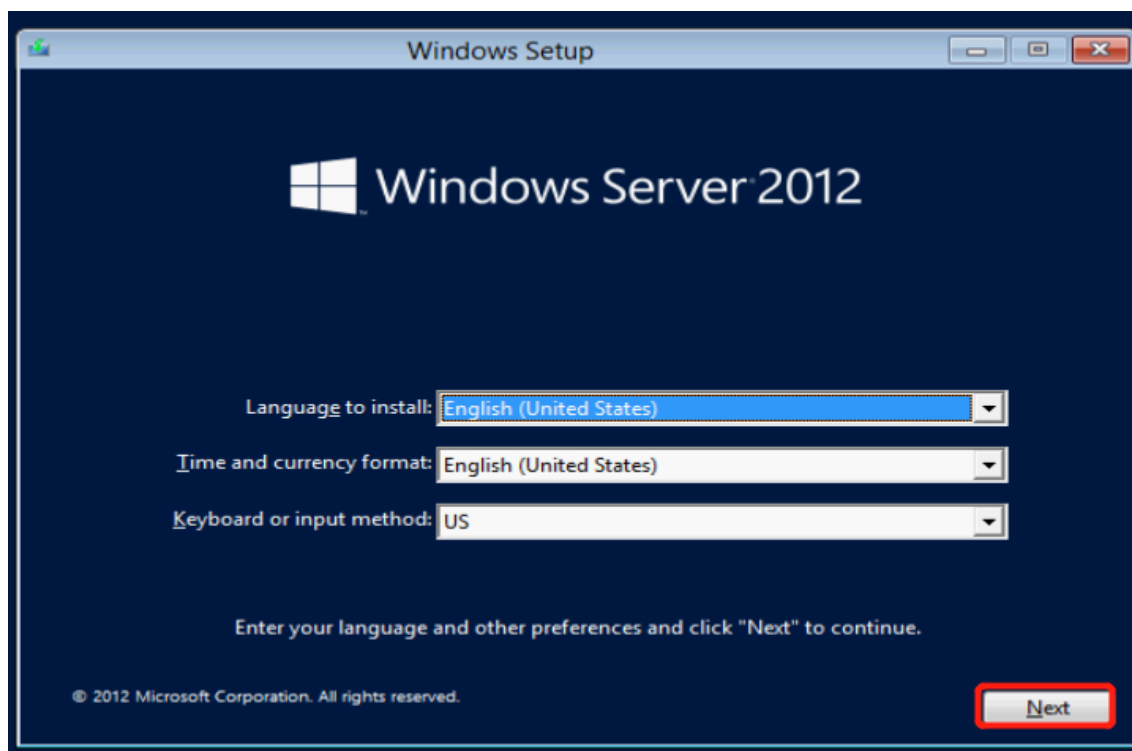 Windows Setup
Windows Server 2012
Language to install: English (United States)
Time and currency format: English (United States)
Keyboard or input method: US
Enter your language and other preferences and click "Next" to continue.
© 2012 Microsoft Corporation. All rights reserved.
Next